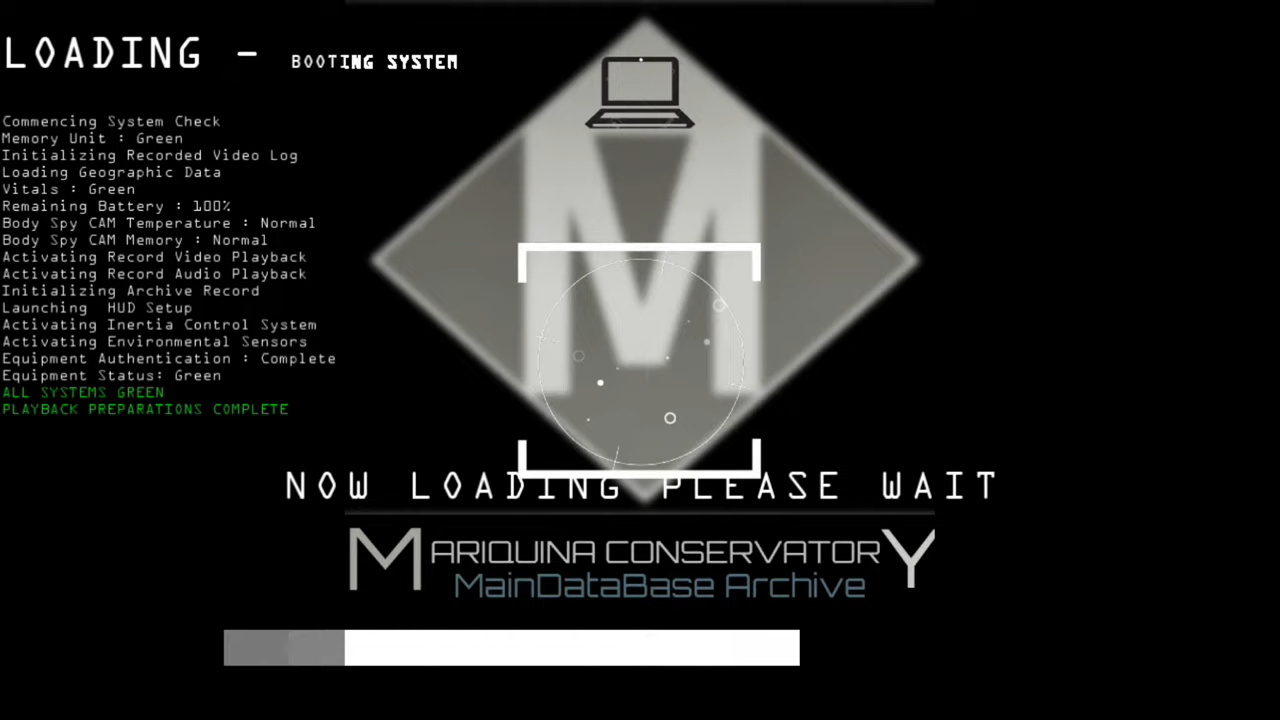 LOADING - BOOTING SYSTEM
Commencing System Check
Memory Unit : Green
Initializing Recorded Video Log
Loading Geographic Data
Vitals : Green
Remaining Battery : 100%
Body Spy CAM Temperature : Normal
Body Spy CAM Memory : Normal
Activating Record Video Playback
Activating Record Audio Playback
Initializing Archive Record
Launching HUD Setup
Activating Inertia Control System
Activating Environmental Sensors
Equipment Authentication : Complete
Equipment Status: Green
ALL SYSTEMS GREEN
PLAYBACK PREPARATIONS COMPLETE
M
NOW LOADING PLEASE WAIT
MARIQUINA CONSERVATORY
MainDataBase Archive